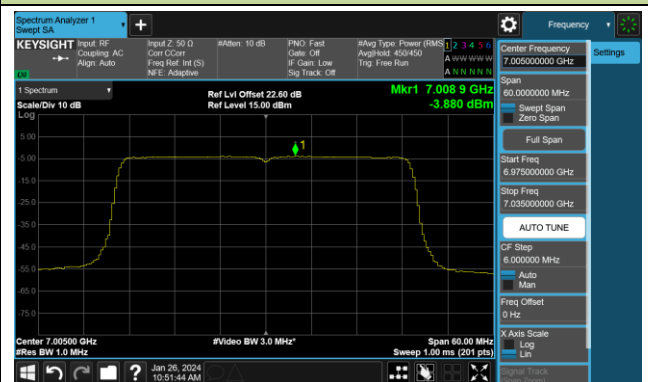 Spectrum Analyzer 1
Swept SA
Frequency
KEYSIGHT
Input: RF
Coupling: AC
Align: Auto
Input Z: 50 Ω
Corr CCorr
Freq Ref: Int (S)
NFE: Adaptive
#Atten: 10 dB
PNO: Fast
Gate: Off
IF Gain: Low
Sig Track: Off
#Avg Type: Power (RMS
Avg|Hold: 450/450
Trig: Free Run
1 2 3 4 5 6
A WW WW W
A N N N N N
LXI
1 Spectrum
Scale/Div 10 dB
Log
Ref Lvl Offset 22.60 dB
Ref Level 15.00 dBm
Mkr1 7.008 9 GHz
-3.880 dBm
1
5.00
-5.00
-15.0
-25.0
-35.0
-45.0
-55.0
-65.0
-75.0
Center 7.00500 GHz
#Res BW 1.0 MHz
#Video BW 3.0 MHz*
Span 60.00 MHz
Sweep 1.00 ms (201 pts)
Jan 26, 2024
10:51:44 AM
Center Frequency
7.005000000 GHz
Settings
Span
60.0000000 MHz
Swept Span
Zero Span
Full Span
Start Freq
6.975000000 GHz
Stop Freq
7.035000000 GHz
AUTO TUNE
CF Step
6.000000 MHz
Auto
Man
Freq Offset
0 Hz
X Axis Scale
Log
Lin
Signal Track